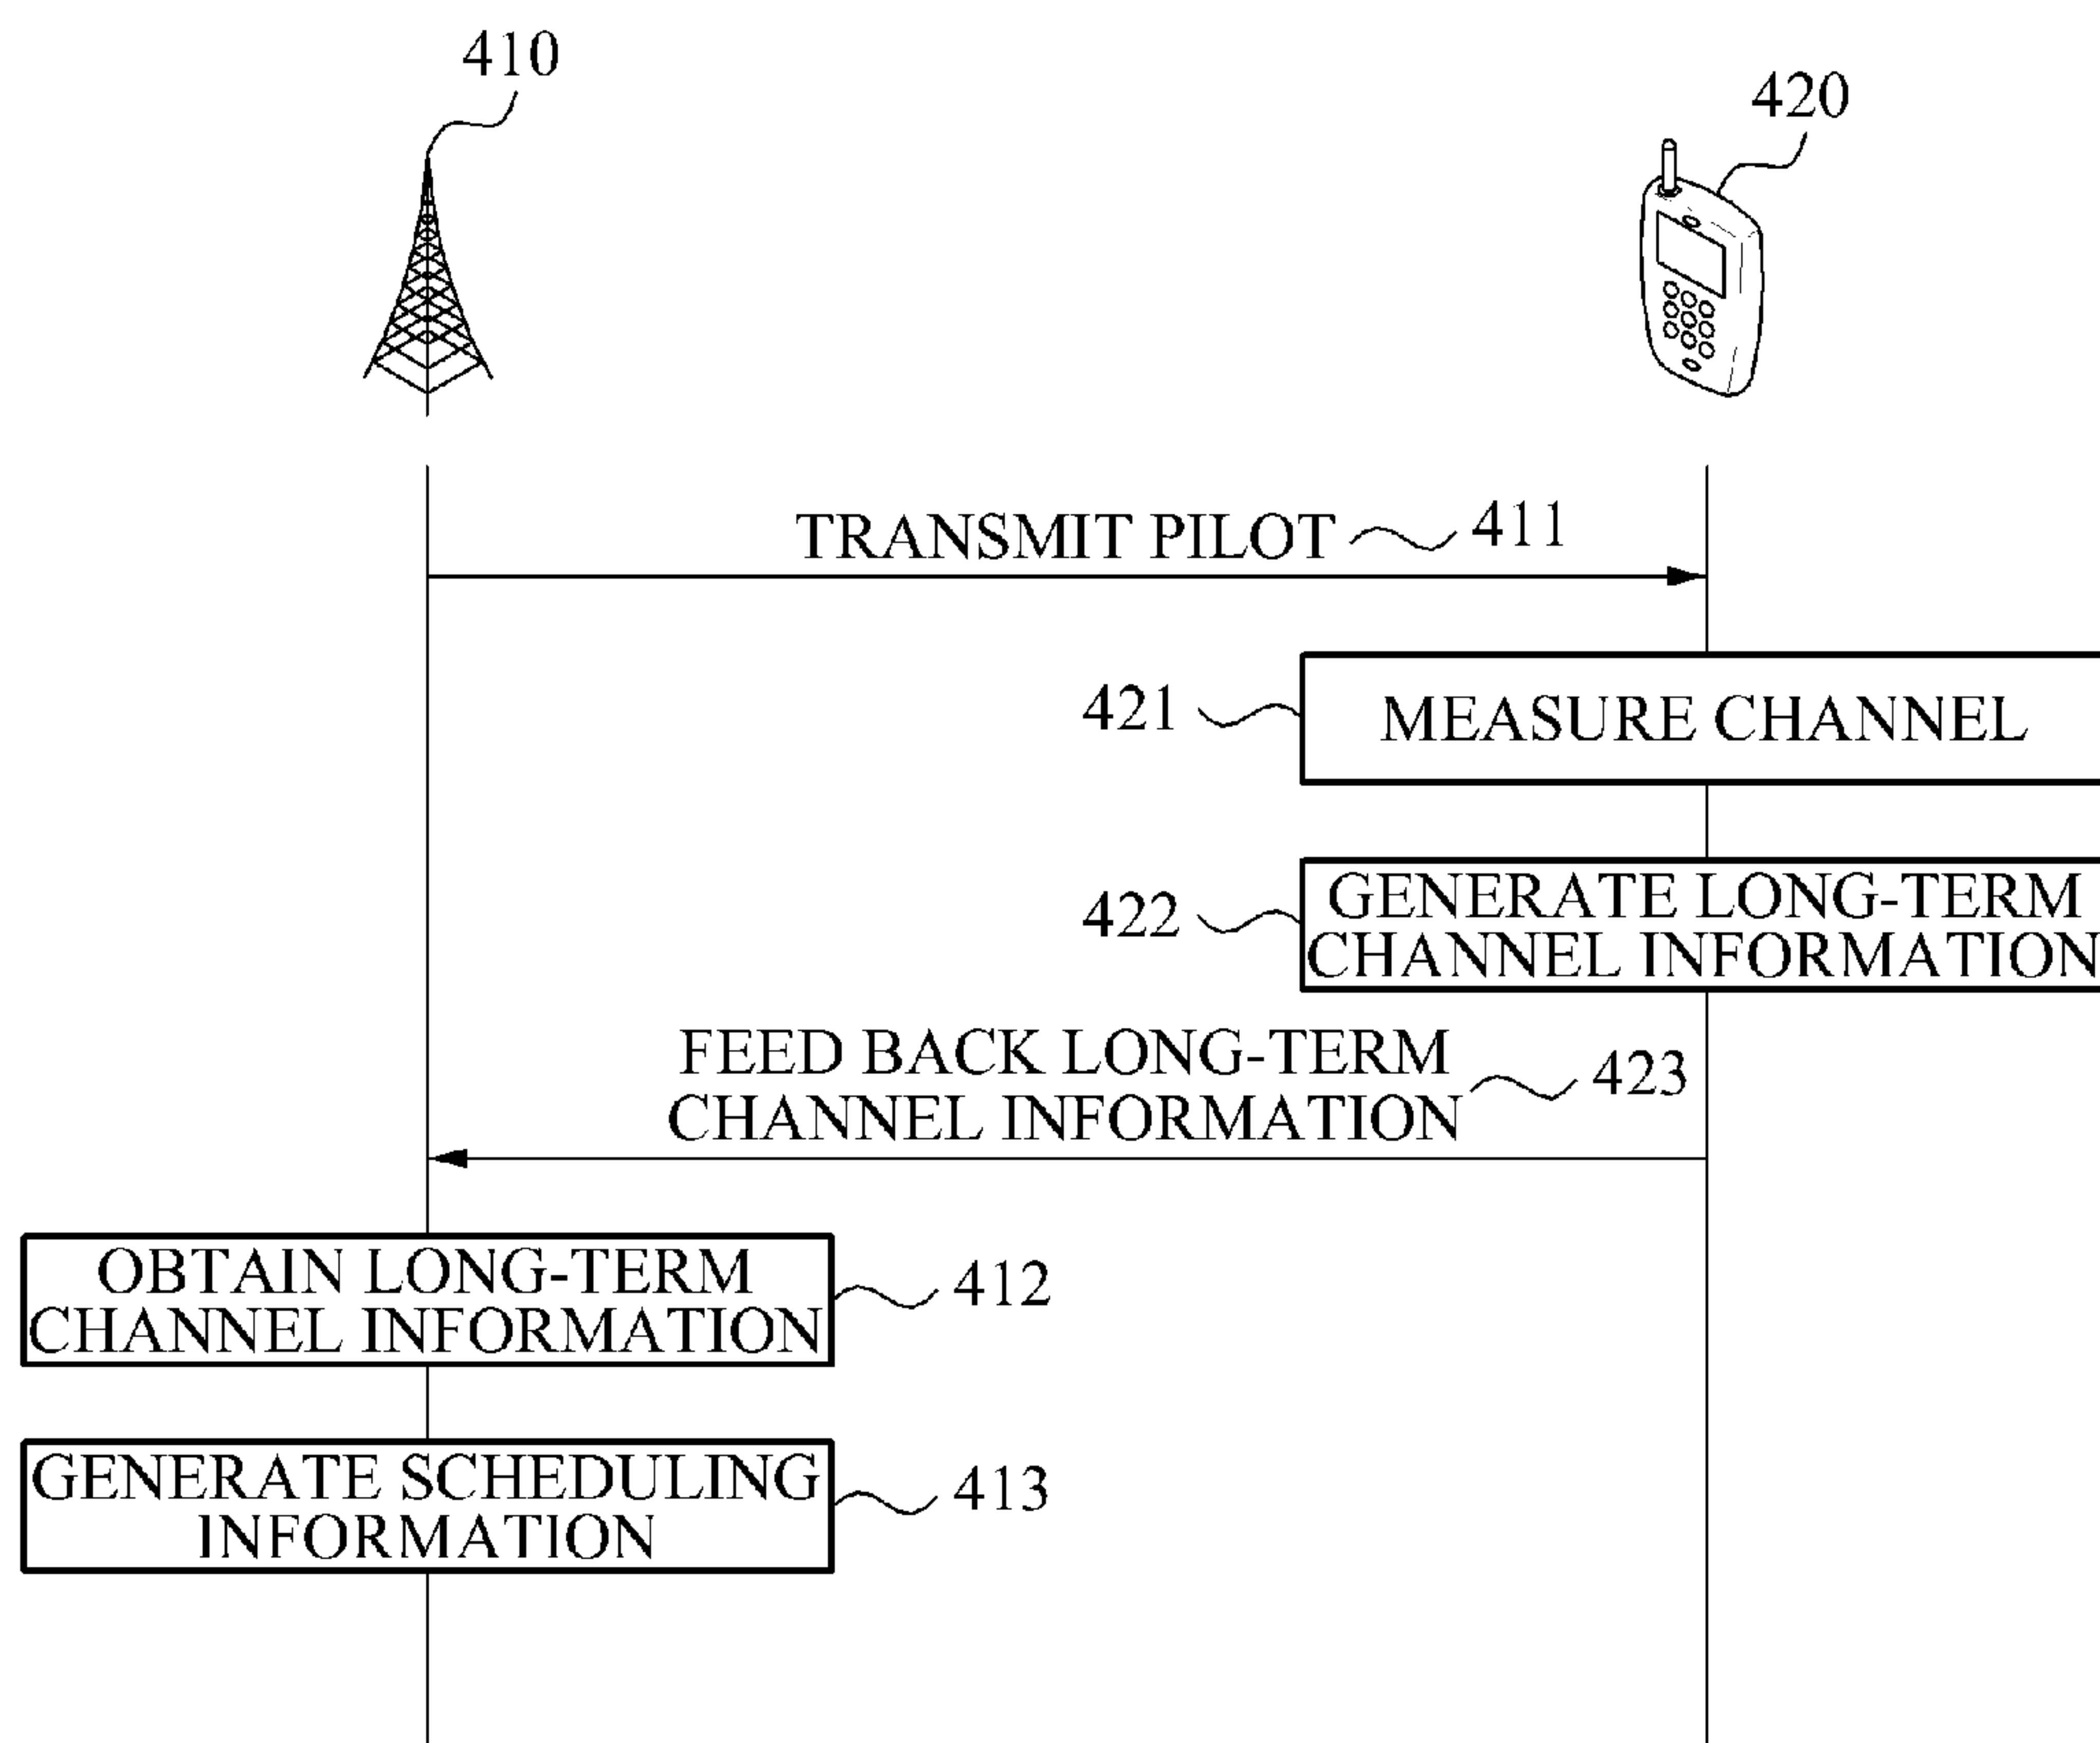 410
420
TRANSMIT PILOT 411
421 MEASURE CHANNEL
422 GENERATE LONG-TERM
CHANNEL INFORMATION
FEED BACK LONG-TERM
CHANNEL INFORMATION 423
OBTAIN LONG-TERM
CHANNEL INFORMATION 412
GENERATE SCHEDULING
INFORMATION 413